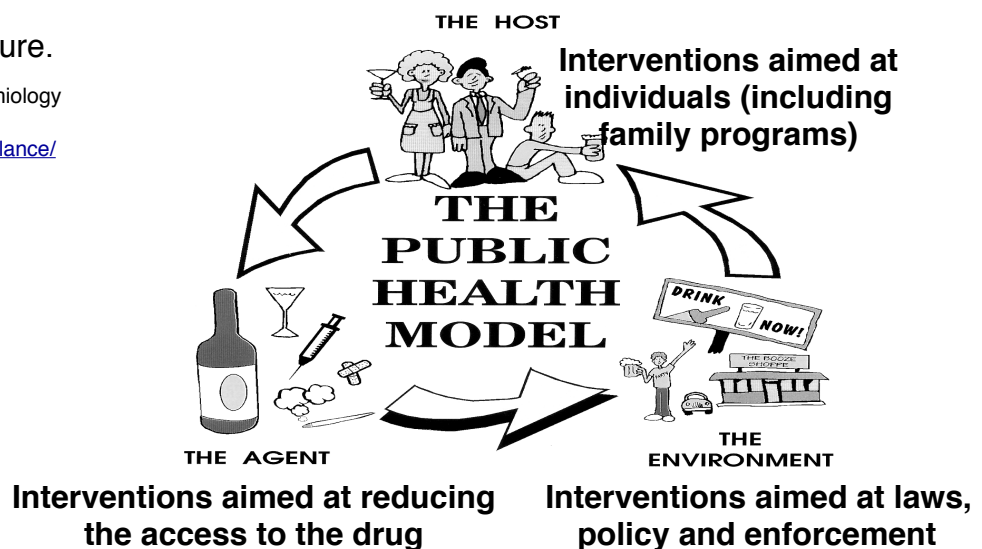 THE HOST
ure.
niology
lance/
Interventions aimed at
individuals (including
family programs)
THE
PUBLIC
HEALTH
MODEL
DRINK
NOW!
THE BOOZE
SHOPPE
THE AGENT
THE
ENVIRONMENT
Interventions aimed at reducing
the access to the drug
Interventions aimed at laws,
policy and enforcement